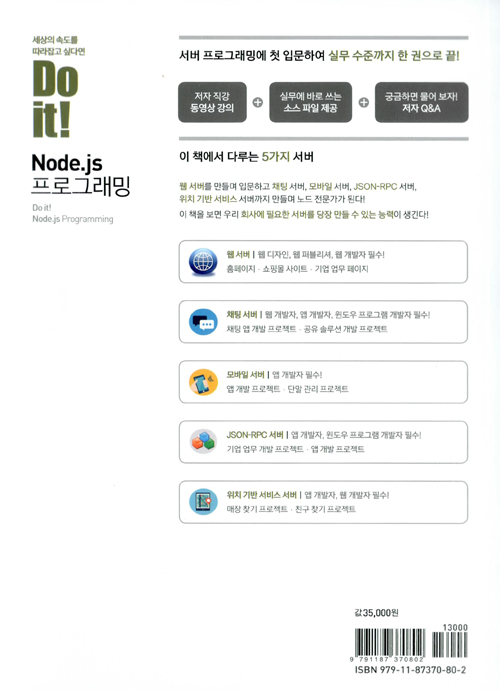 세상의 속도를
따라잡고 싶다면
Do
it!
Node.js
프로그래밍
Do it!
Node.js Programming
서버 프로그래밍에 첫 입문하여 실무 수준까지 한 권으로 끝!
저자 직강
동영상 강의
+
실무에 바로 쓰는
소스 파일 제공
+
궁금하면 물어 보자!
저자 Q&A
이 책에서 다루는 5가지 서버
웹 서버를 만들며 입문하고 채팅 서버, 모바일 서버, JSON-RPC 서버,
위치 기반 서비스 서버까지 만들며 노드 전문가가 된다!
이 책을 보면 우리 회사에 필요한 서버를 당장 만들 수 있는 능력이 생긴다!
웹 서버 | 웹 디자인, 웹 퍼블리셔, 웹 개발자 필수!
홈페이지 · 쇼핑몰 사이트 · 기업 업무 페이지
채팅 서버 | 웹 개발자, 앱 개발자, 윈도우 프로그램 개발자 필수!
채팅 앱 개발 프로젝트 · 공유 솔루션 개발 프로젝트
모바일 서버 | 앱 개발자 필수!
앱 개발 프로젝트 · 단말 관리 프로젝트
JSON-RPC 서버 | 앱 개발자, 윈도우 프로그램 개발자 필수!
기업 업무 개발 프로젝트 · 앱 개발 프로젝트
위치 기반 서비스 서버 | 앱 개발자, 웹 개발자 필수!
매장 찾기 프로젝트 · 친구 찾기 프로젝트
값 35,000원
13000
9 791187 370802
ISBN 979-11-87370-80-2